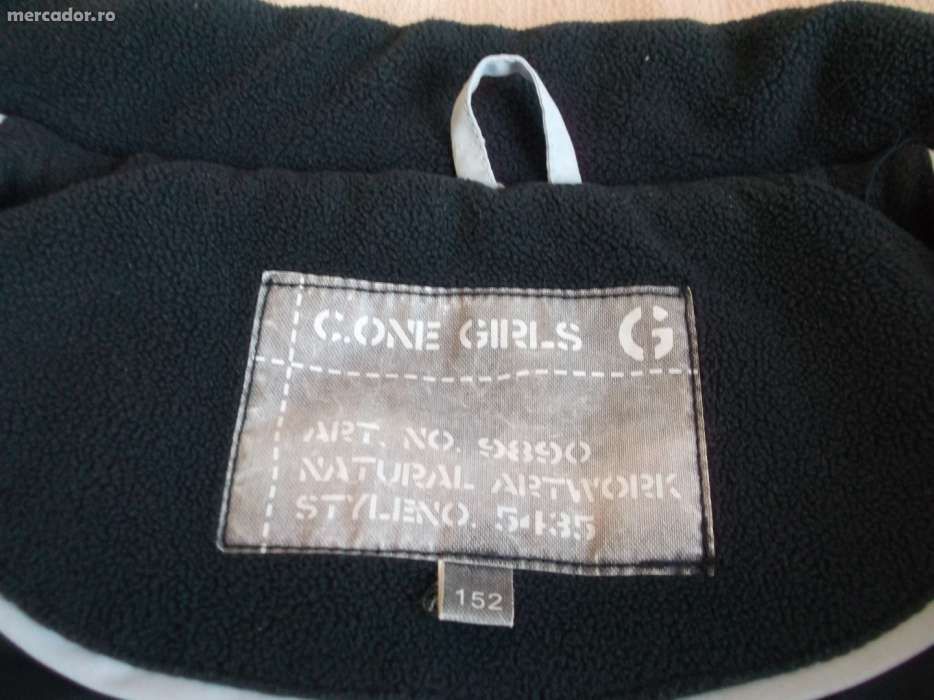 mercador.ro
G.ONE GIRLS G
ART. NO. 9890
NATURAL ARTWORK
STYLENO. 5435
152